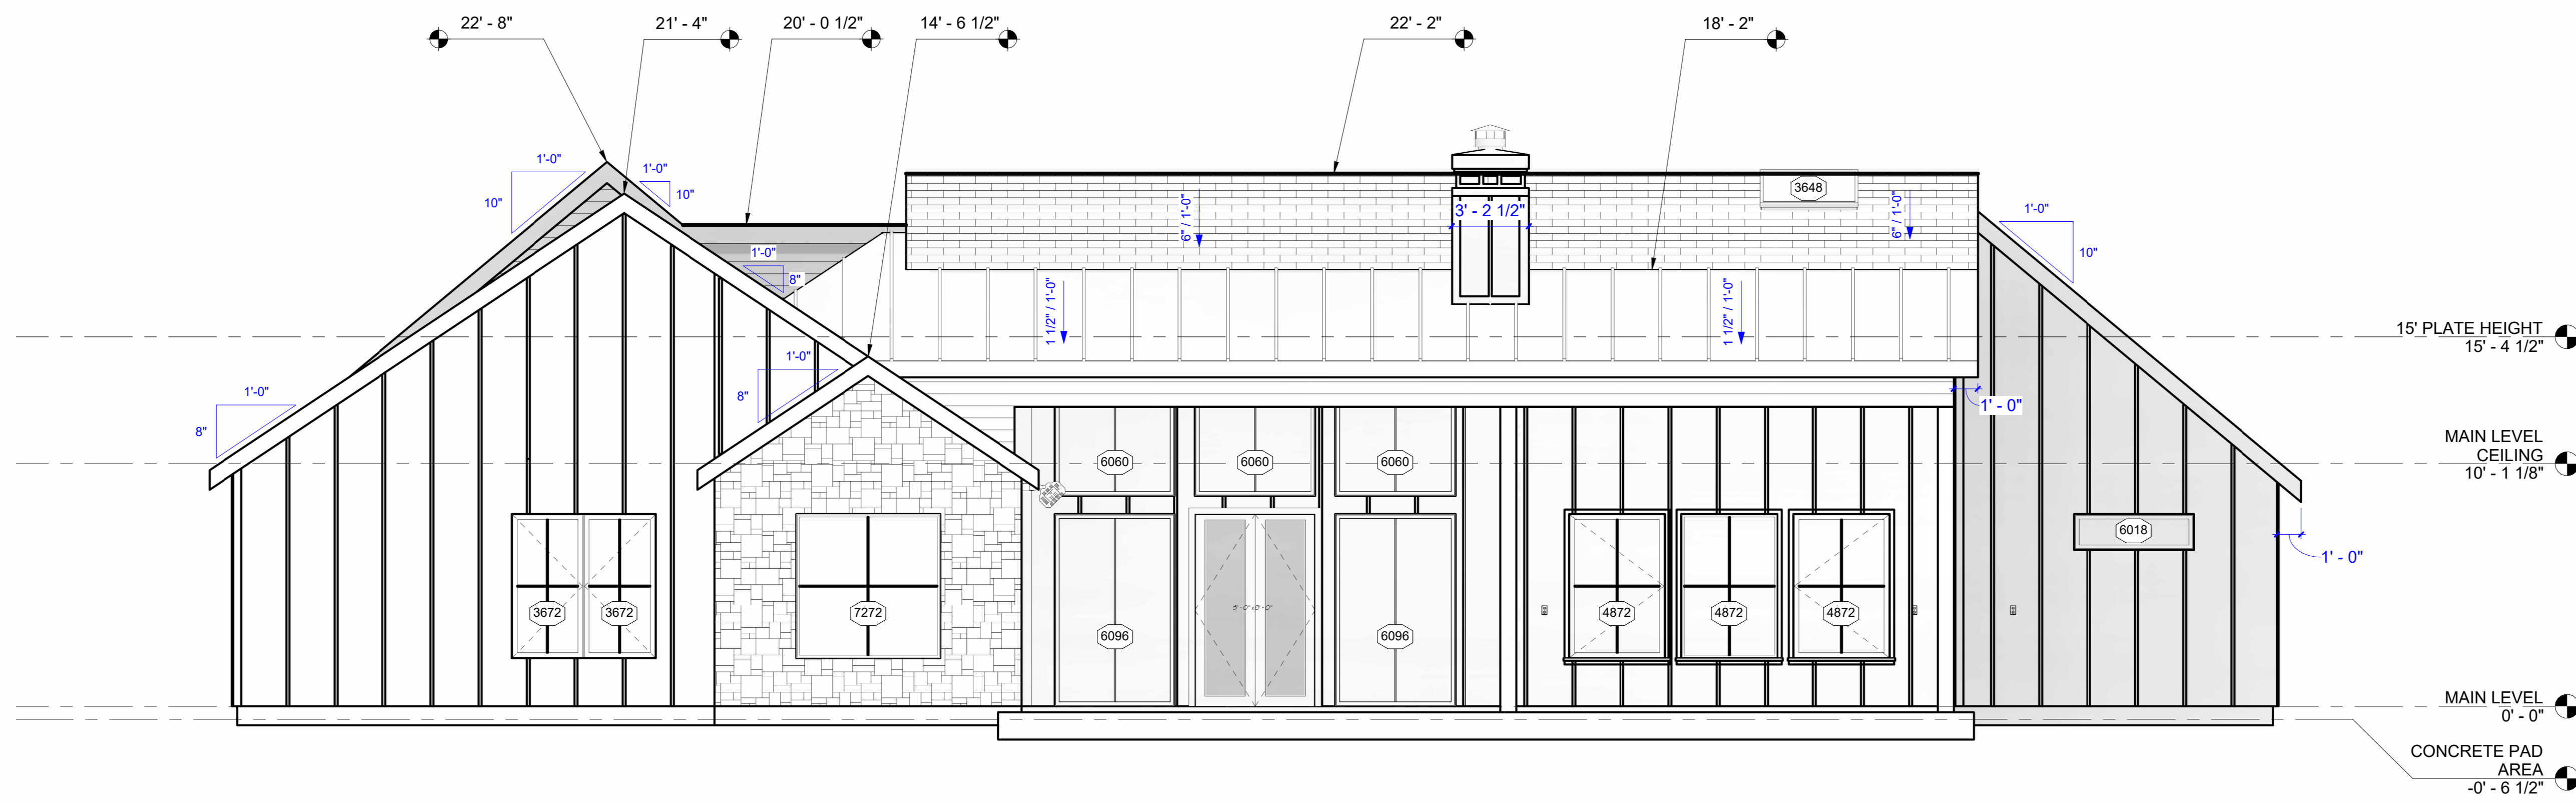 22' - 8"
21' - 4"
20' - 0 1/2"
14' - 6 1/2"
22' - 2"
18' - 2"
1'-0"
10"
1'-0"
10"
1'-0"
8"
6" / 1'-0"
3' - 2 1/2"
3648
6" / 1'-0"
1'-0"
10"
1 1/2" / 1'-0"
1 1/2" / 1'-0"
15' PLATE HEIGHT
15' - 4 1/2"
1'-0"
8"
1'-0"
8"
1' - 0"
MAIN LEVEL
CEILING
10' - 1 1/8"
6060
6060
6060
6018
1' - 0"
3672
3672
7272
6096
6096
4872
4872
4872
MAIN LEVEL
0' - 0"
CONCRETE PAD
AREA
-0' - 6 1/2"